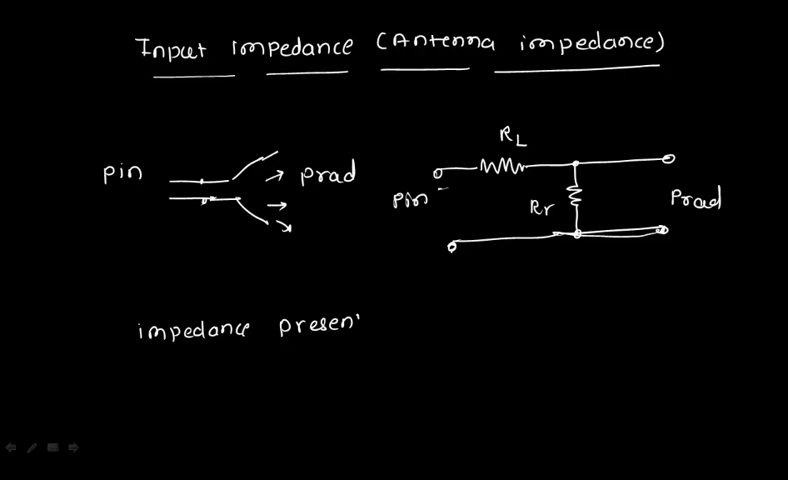 Input impedance (Antenna impedance)
RL
Pin Prad
Pin Rr Prad
impedance presen